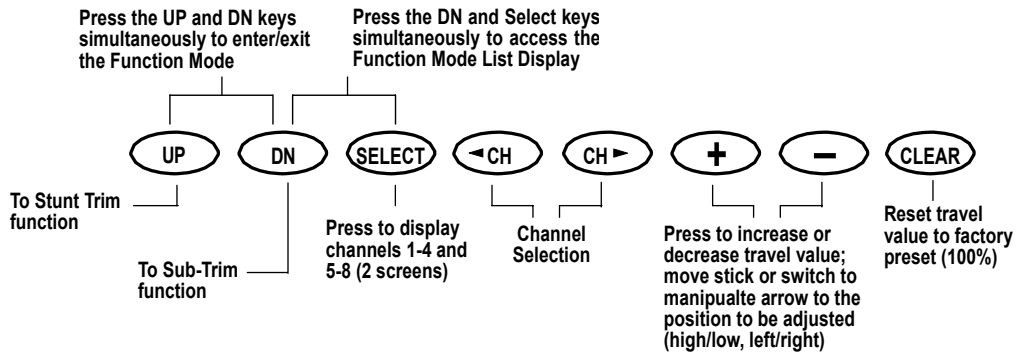 Press the UP and DN keys
simultaneously to enter/exit
the Function Mode
Press the DN and Select keys
simultaneously to access the
Function Mode List Display
UP
DN
SELECT
◄CH
CH►
+
−
CLEAR
To Stunt Trim
function
To Sub-Trim
function
Press to display
channels 1-4 and
5-8 (2 screens)
Channel
Selection
Press to increase or
decrease travel value;
move stick or switch to
manipualte arrow to the
position to be adjusted
(high/low, left/right)
Reset travel
value to factory
preset (100%)